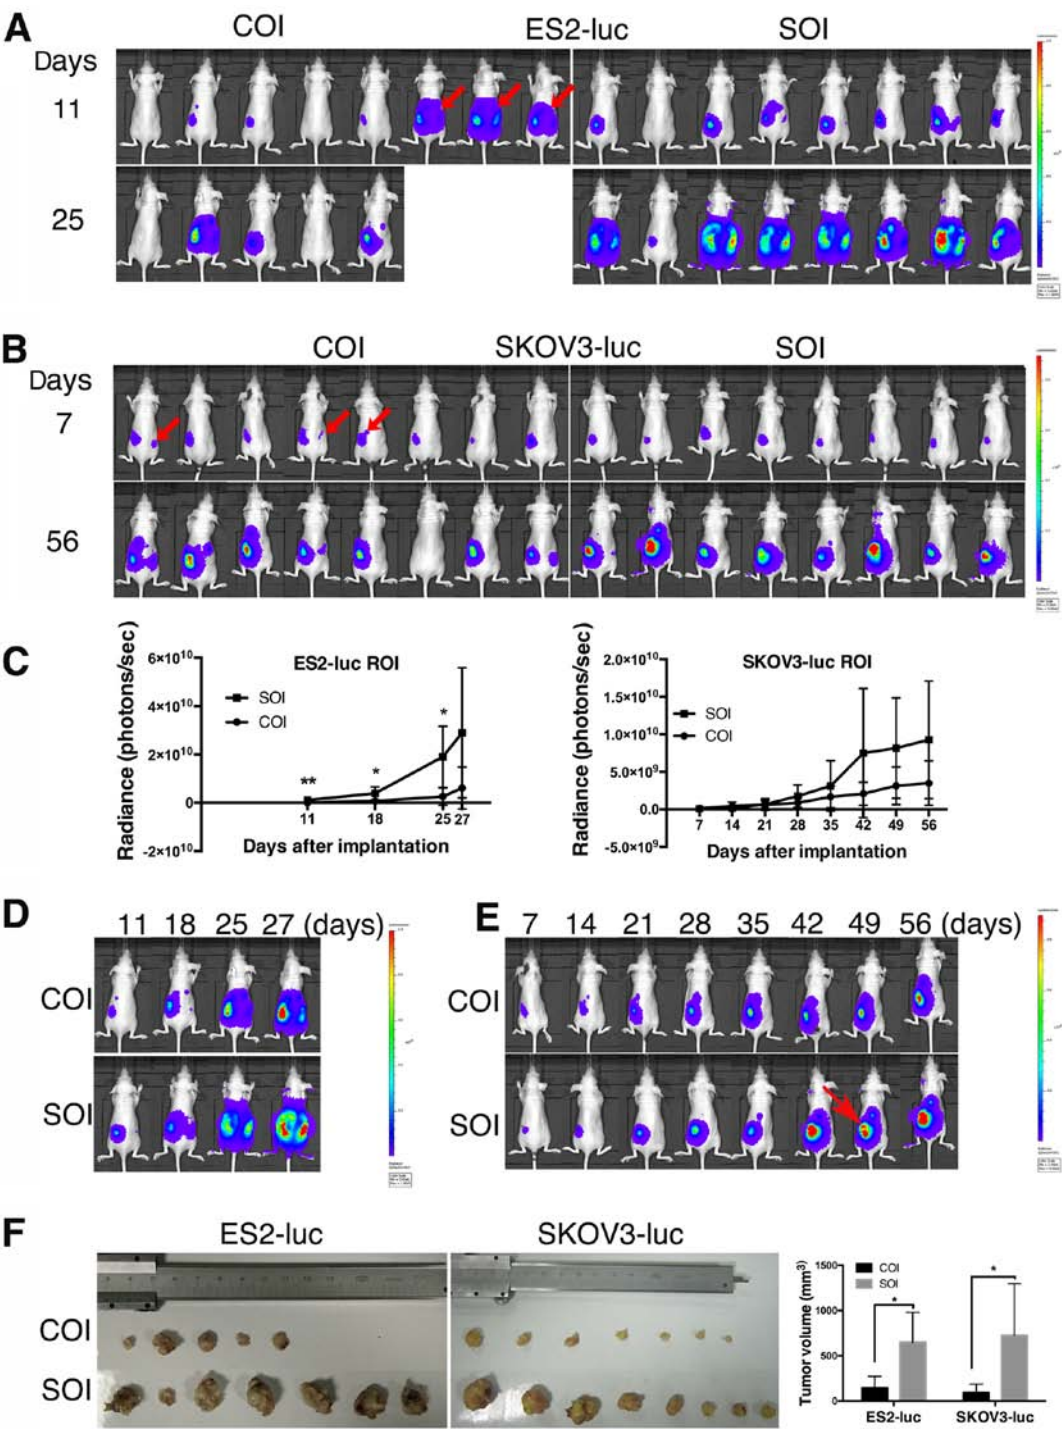 A
COI ES2-luc SOI
Days
11
25
B
COI SKOV3-luc SOI
Days
7
56
C
ES2-luc ROI
Radiance (photons/sec)
6×10¹⁰
4×10¹⁰
2×10¹⁰
0
-2×10¹⁰
SOI
COI
**
*
*
11 18 25 27
Days after implantation
SKOV3-luc ROI
Radiance (photons/sec)
2.0×10¹⁰
1.5×10¹⁰
1.0×10¹⁰
5.0×10⁹
0.0
-5.0×10⁹
SOI
COI
7 14 21 28 35 42 49 56
Days after implantation
D
11 18 25 27 (days)
COI
SOI
E
7 14 21 28 35 42 49 56 (days)
COI
SOI
F
ES2-luc SKOV3-luc
COI
SOI
Tumor volume (mm³)
1500
1000
500
0
COI
SOI
*
*
ES2-luc SKOV3-luc